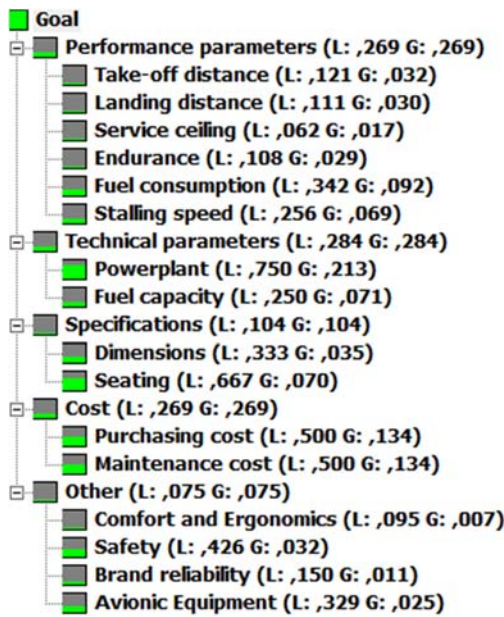 Goal
Performance parameters (L: ,269 G: ,269)
Take-off distance (L: ,121 G: ,032)
Landing distance (L: ,111 G: ,030)
Service ceiling (L: ,062 G: ,017)
Endurance (L: ,108 G: ,029)
Fuel consumption (L: ,342 G: ,092)
Stalling speed (L: ,256 G: ,069)
Technical parameters (L: ,284 G: ,284)
Powerplant (L: ,750 G: ,213)
Fuel capacity (L: ,250 G: ,071)
Specifications (L: ,104 G: ,104)
Dimensions (L: ,333 G: ,035)
Seating (L: ,667 G: ,070)
Cost (L: ,269 G: ,269)
Purchasing cost (L: ,500 G: ,134)
Maintenance cost (L: ,500 G: ,134)
Other (L: ,075 G: ,075)
Comfort and Ergonomics (L: ,095 G: ,007)
Safety (L: ,426 G: ,032)
Brand reliability (L: ,150 G: ,011)
Avionic Equipment (L: ,329 G: ,025)